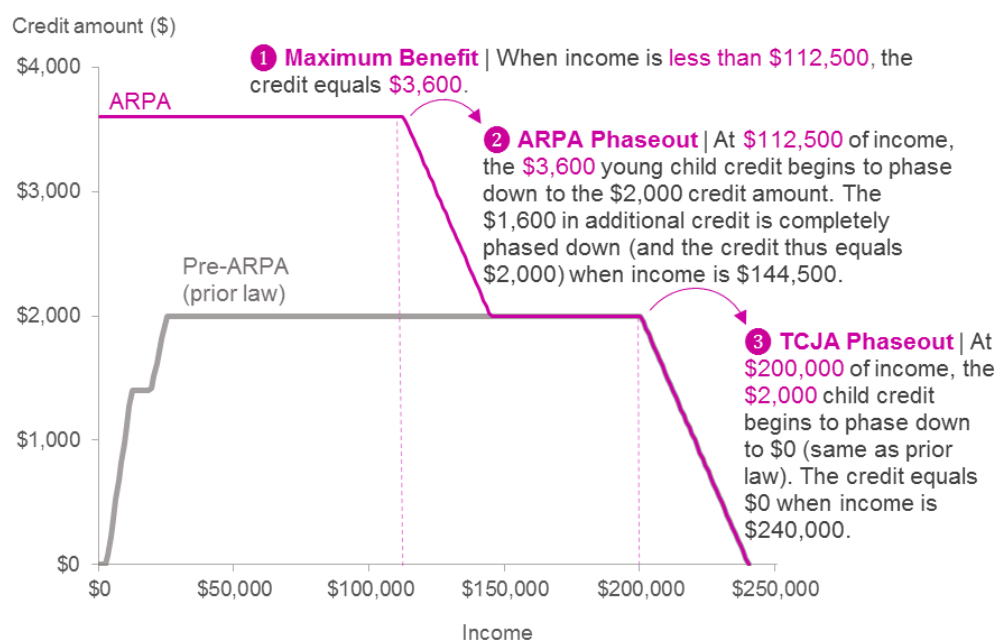 Credit amount ($)
$4,000
$3,000
$2,000
$1,000
$0
ARPA
1 Maximum Benefit | When income is less than $112,500, the
credit equals $3,600.
2 ARPA Phaseout | At $112,500 of income,
the $3,600 young child credit begins to phase
down to the $2,000 credit amount. The
$1,600 in additional credit is completely
phased down (and the credit thus equals
$2,000) when income is $144,500.
Pre-ARPA
(prior law)
3 TCJA Phaseout | At
$200,000 of income, the
$2,000 child credit
begins to phase down
to $0 (same as prior
law). The credit equals
$0 when income is
$240,000.
$0
$50,000
$100,000
$150,000
$200,000
$250,000
Income